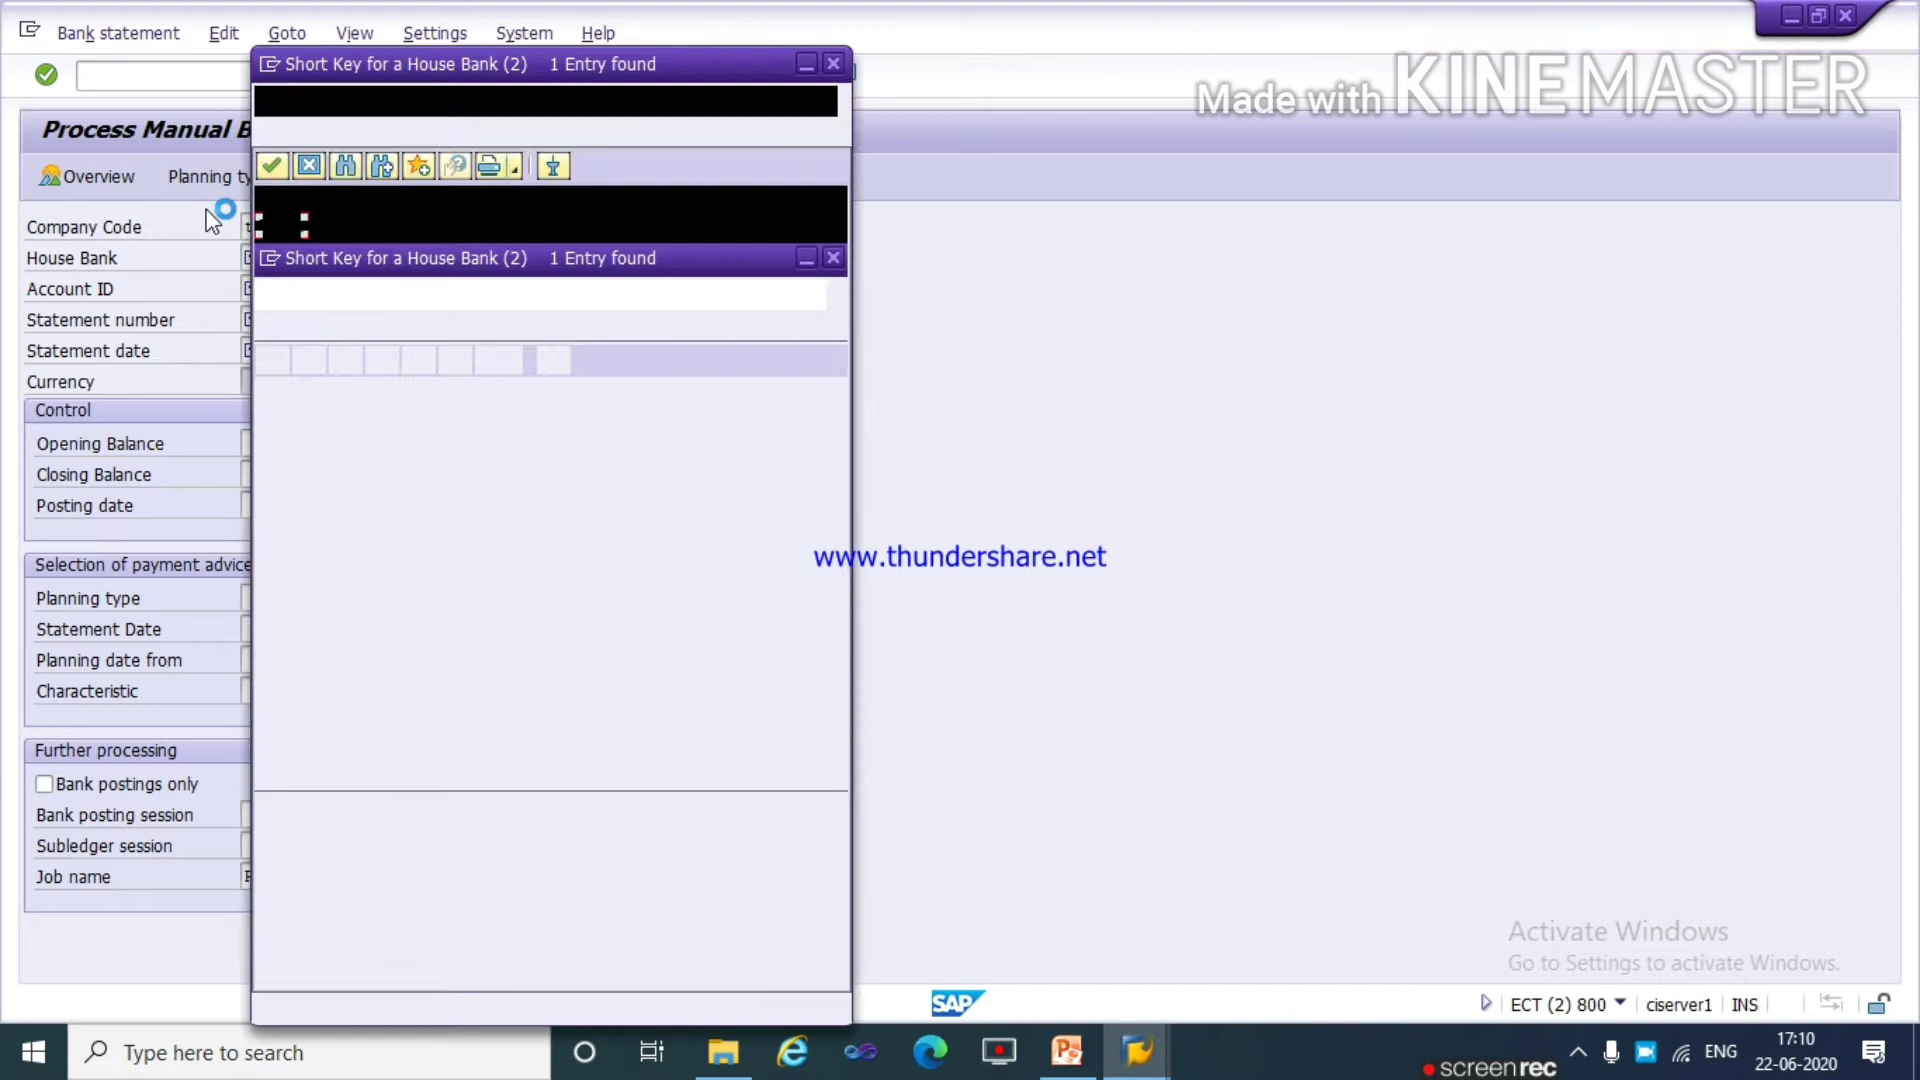 Bank statement Edit Goto View Settings System Help
Short Key for a House Bank (2) 1 Entry found
Made with KINEMASTER
Process Manual B
Overview Planning ty
Company Code
House Bank
Short Key for a House Bank (2) 1 Entry found
Account ID
Statement number
Statement date
Currency
Control
Opening Balance
Closing Balance
Posting date
www.thundershare.net
Selection of payment advice
Planning type
Statement Date
Planning date from
Characteristic
Further processing
Bank postings only
Bank posting session
Subledger session
Job name
Activate Windows
Go to Settings to activate Windows.
SAP
ECT (2) 800 ciserver1 INS
Type here to search
ENG
17:10
22-06-2020
screenrec